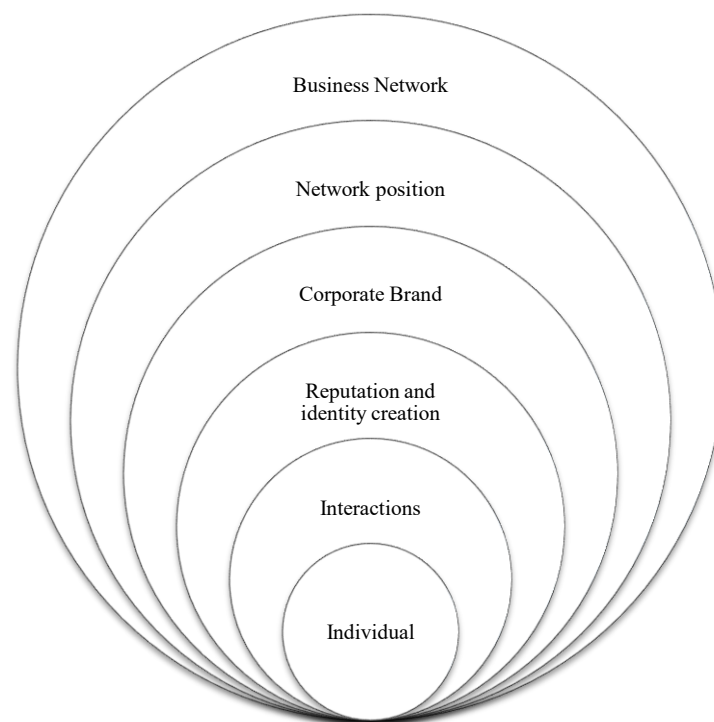 Business Network
Network position
Corporate Brand
Reputation and
identity creation
Interactions
Individual